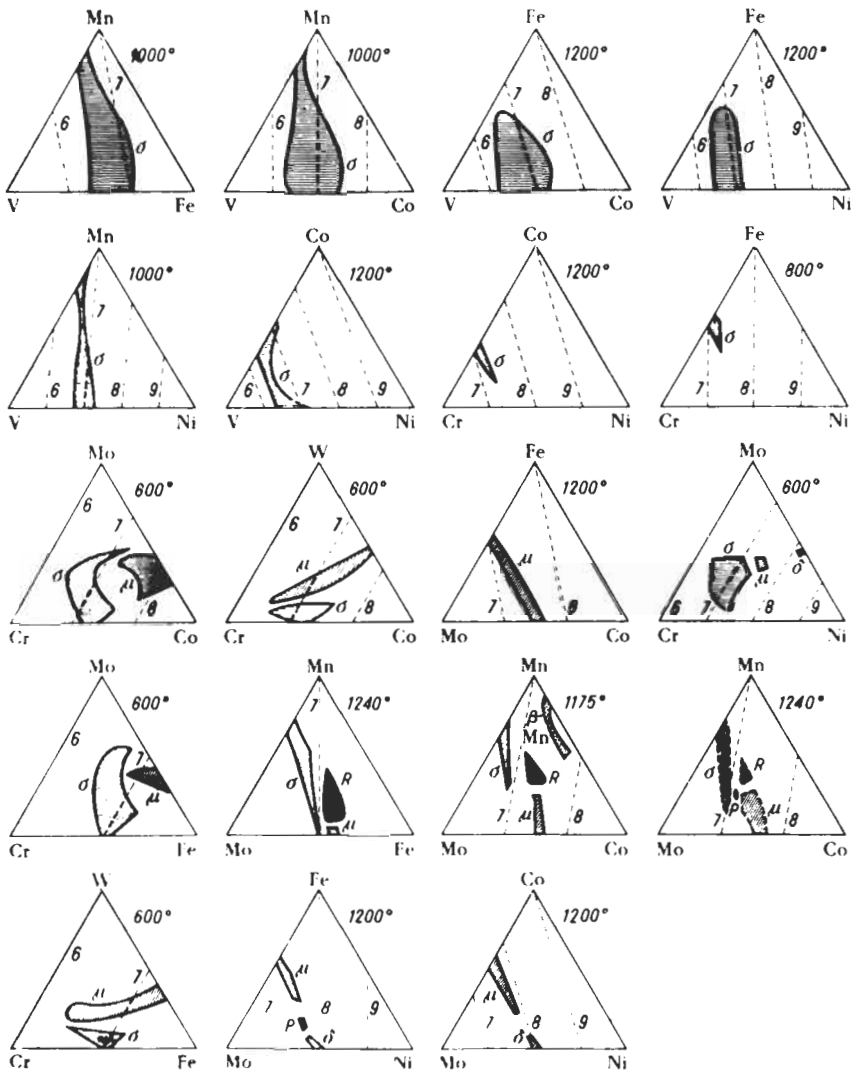 Mn Mn Fe Fe
1000° 1000° 1200° 1200°
7 7 7 8 7 8
6 σ 6 8 σ 6 σ 6 σ 9
V Fe V Co V Co V Ni
Mn Co Co Fe
1000° 1200° 1200° 800°
7 σ σ σ
6 8 9 6 7 8 9 7 8 9 7 8 9
V Ni V Ni Cr Ni Cr Ni
Mo W Fe Mo
600° 600° 1200° 600°
6 7 6 7 μ σ μ δ
σ μ 8 μ σ 8 7 8 6 7 8 9
Cr Co Cr Co Mo Co Cr Ni
Mo Mn Mn Mn
600° 1240° 1175° 1240°
6 7 7 β Mn
σ μ σ R μ σ R σ R P
7 μ 8 7 8
Cr Fe Mo Fe Mo Co Mo Co
W Fe Co
600° 1200° 1200°
6 7 μ μ
μ σ 7 P 8 δ 9 7 8 δ 9
Cr Fe Mo Ni Mo Ni